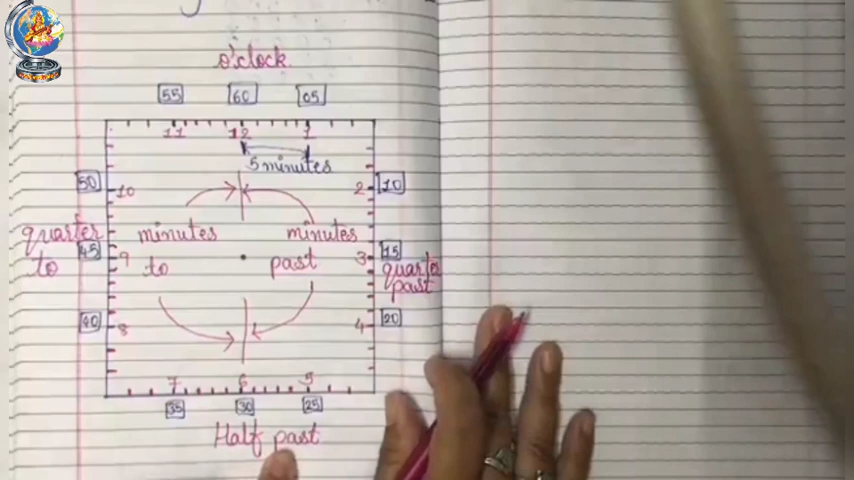 o'clock
55 60 05
11 12 1
5 minutes
50 10 2 10
quarter to 45 9 minutes to minutes past 3 15 quarter past
40 8 4 20
7 6 5
35 30 25
Half past